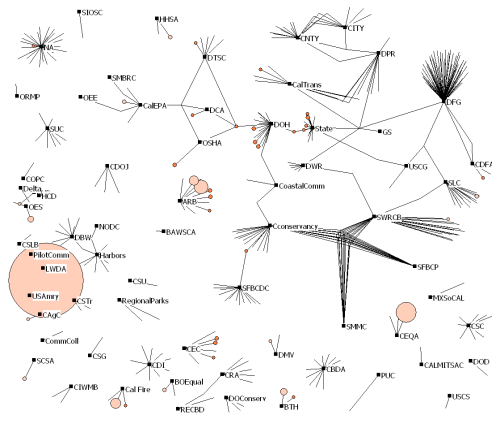 SIOSC
HHSA
CITY
CNTY
NA
DTSC
DPR
SMBRC
CalTrans
ORMP
OEE
CalEPA
DCA
DFG
SUC
DOH
State
GS
OSHA
CDOJ
DWR
USCG
CDFA
COPC
Delta
HCD
OES
ARB
CoastalComm
SLC
NODC
BAWSCA
Cconservancy
SWRCB
DBW
CSLB
PilotComm
Harbors
LWDA
SFBCP
USAmry
CSTr
CSU
SFBCDC
MXSoCAL
CAgC
RegionalParks
SMMC
CSC
CEQA
CommColl
CSG
CEC
DMV
SCSA
CDI
CBDA
CALMITSAC
DOD
CIWMB
Cal Fire
BOEqual
CRA
PUC
RECBD
DOConserv
BTH
USCS